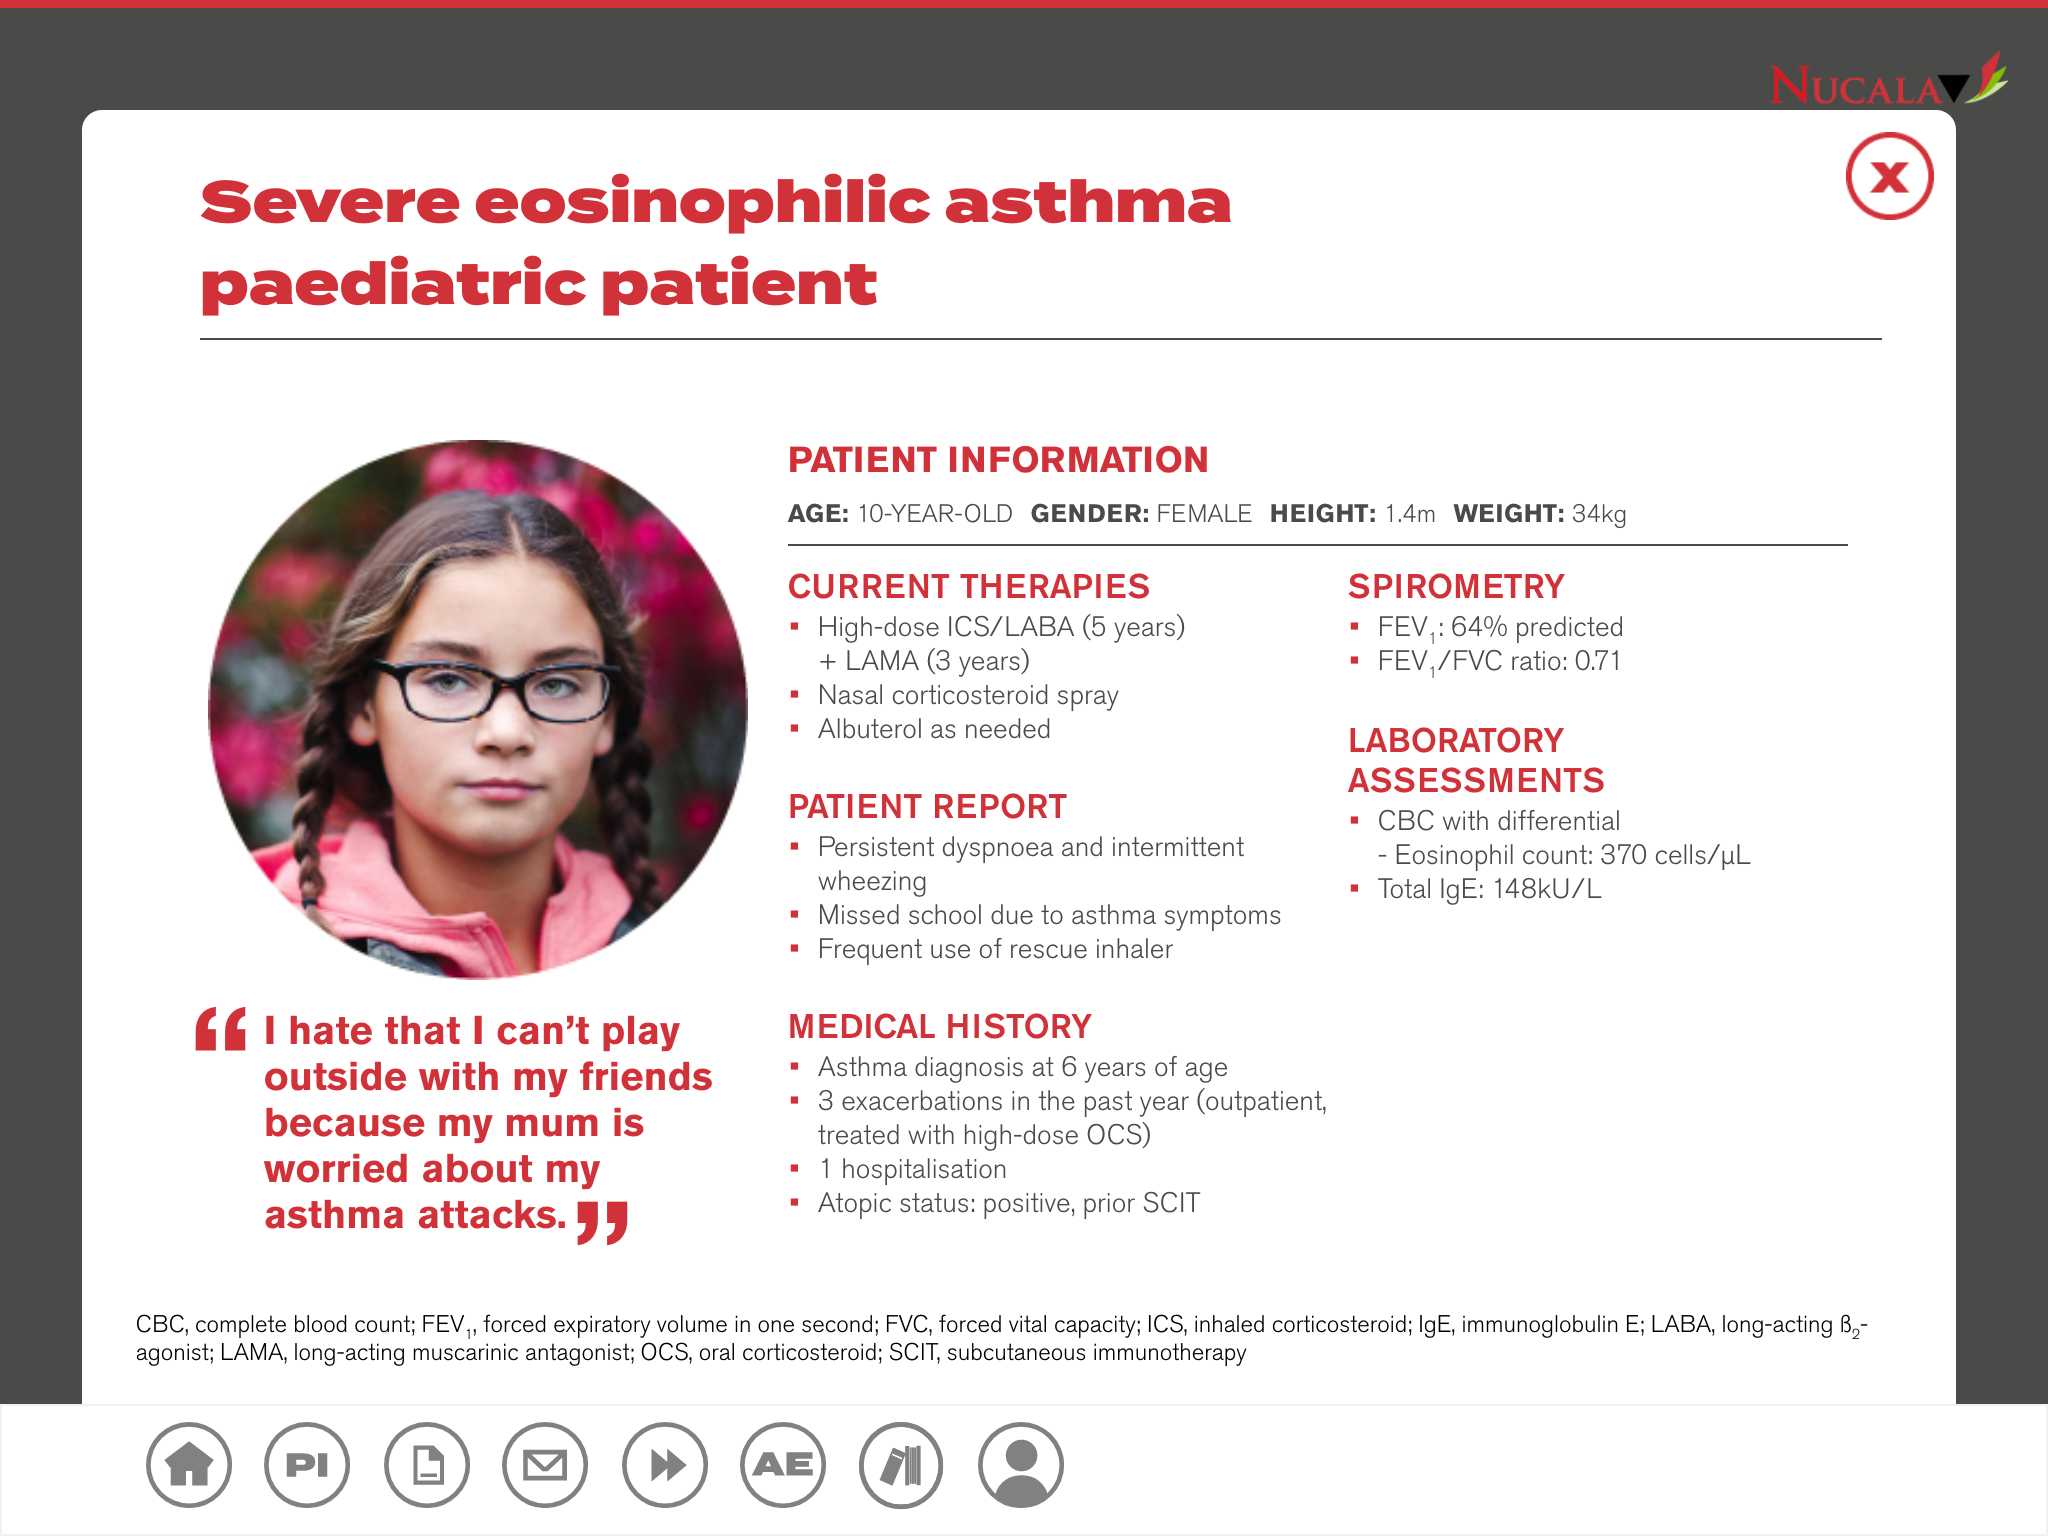 NUCALA
Severe eosinophilic asthma
paediatric patient
X
PATIENT INFORMATION
AGE: 10-YEAR-OLD GENDER: FEMALE HEIGHT: 1.4m WEIGHT: 34kg
CURRENT THERAPIES
▪ High-dose ICS/LABA (5 years)
+ LAMA (3 years)
▪ Nasal corticosteroid spray
▪ Albuterol as needed
PATIENT REPORT
▪ Persistent dyspnoea and intermittent
wheezing
▪ Missed school due to asthma symptoms
▪ Frequent use of rescue inhaler
MEDICAL HISTORY
▪ Asthma diagnosis at 6 years of age
▪ 3 exacerbations in the past year (outpatient,
treated with high-dose OCS)
▪ 1 hospitalisation
▪ Atopic status: positive, prior SCIT
SPIROMETRY
▪ FEV₁: 64% predicted
▪ FEV₁/FVC ratio: 0.71
LABORATORY
ASSESSMENTS
▪ CBC with differential
- Eosinophil count: 370 cells/µL
▪ Total IgE: 148kU/L
“ I hate that I can’t play
outside with my friends
because my mum is
worried about my
asthma attacks. ”
CBC, complete blood count; FEV₁, forced expiratory volume in one second; FVC, forced vital capacity; ICS, inhaled corticosteroid; IgE, immunoglobulin E; LABA, long-acting ß₂-
agonist; LAMA, long-acting muscarinic antagonist; OCS, oral corticosteroid; SCIT, subcutaneous immunotherapy
PI
AE